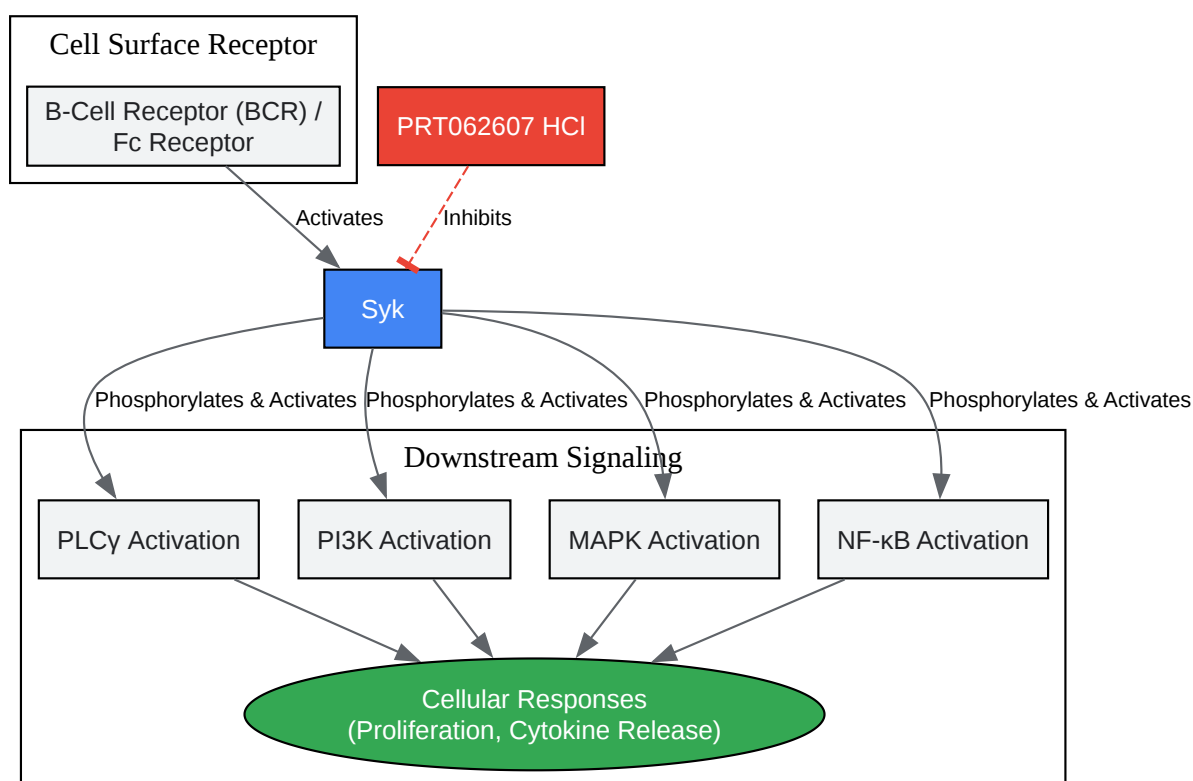 Cell Surface Receptor
B-Cell Receptor (BCR) /
Fc Receptor
PRT062607 HCl
Activates
Inhibits
Syk
Phosphorylates & Activates
Phosphorylates & Activates
Phosphorylates & Activates
Phosphorylates & Activates
Downstream Signaling
PLCγ Activation
PI3K Activation
MAPK Activation
NF-κB Activation
Cellular Responses
(Proliferation, Cytokine Release)